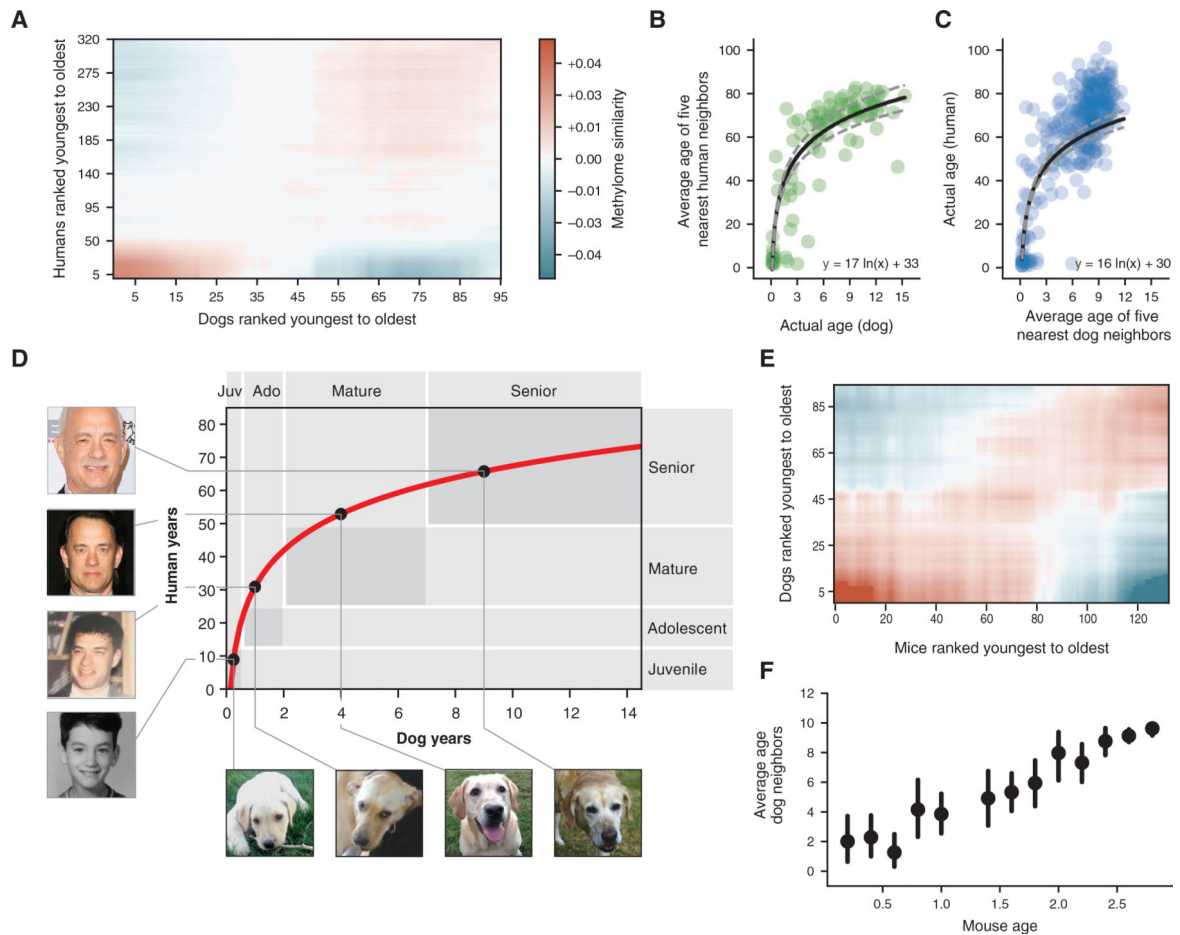 A
Humans ranked youngest to oldest
320
275
230
185
140
95
50
5
5 15 25 35 45 55 65 75 85 95
Dogs ranked youngest to oldest
+0.04
+0.03
+0.01
0.00
−0.01
−0.03
−0.04
Methylome similarity
B
Average age of five
nearest human neighbors
100
80
60
40
20
0
y = 17 ln(x) + 33
0 3 6 9 12 15
Actual age (dog)
C
Actual age (human)
100
80
60
40
20
0
y = 16 ln(x) + 30
0 3 6 9 12 15
Average age of five
nearest dog neighbors
D
Juv Ado Mature Senior
Human years
80
70
60
50
40
30
20
10
0
Senior
Mature
Adolescent
Juvenile
0 2 4 6 8 10 12 14
Dog years
E
Dogs ranked youngest to oldest
85
65
45
25
5
0 20 40 60 80 100 120
Mice ranked youngest to oldest
F
Average age
dog neighbors
12
10
8
6
4
2
0
0.5 1.0 1.5 2.0 2.5
Mouse age